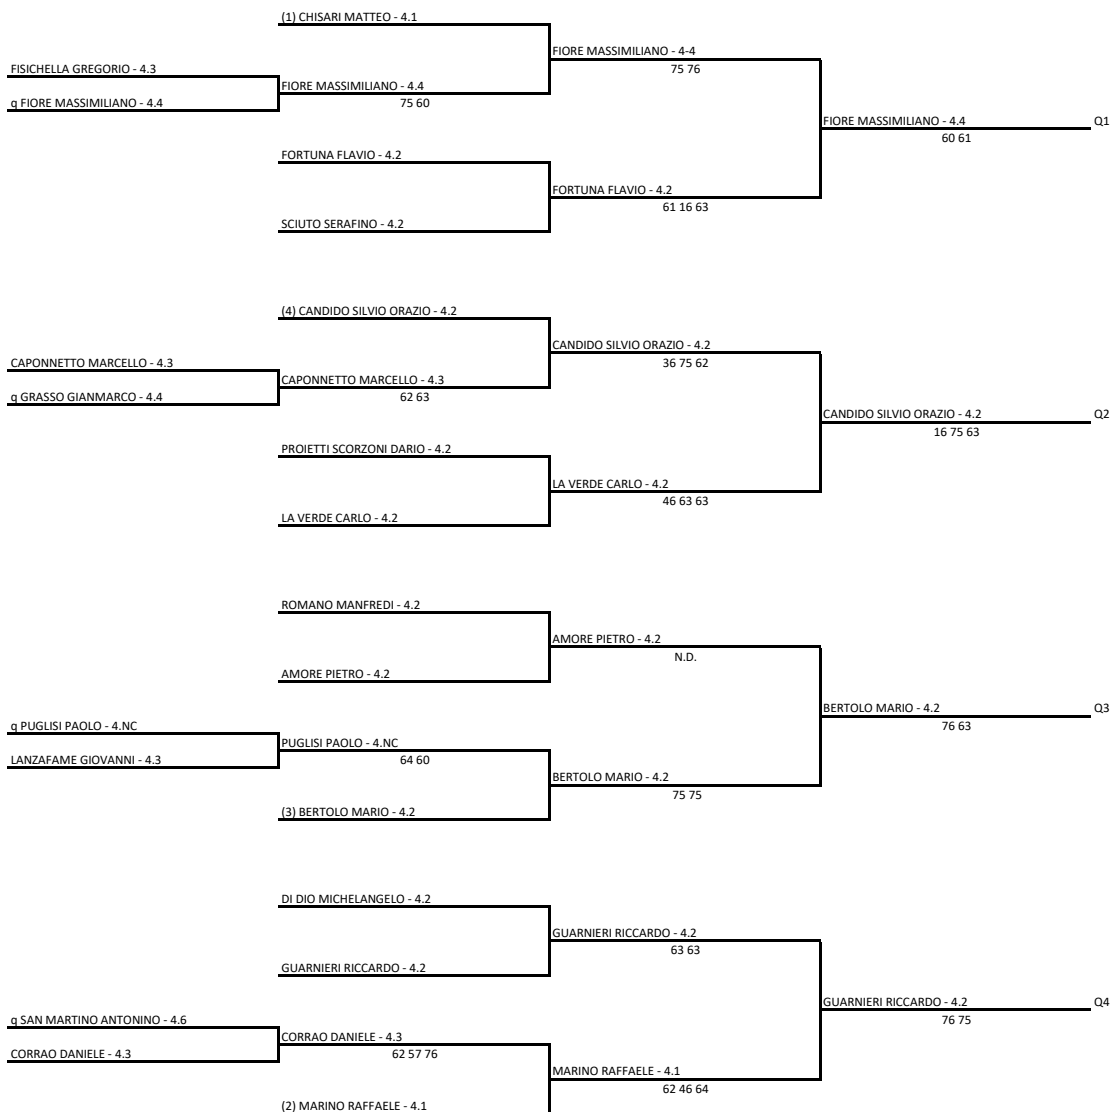 (1) CHISARI MATTEO - 4.1
FIORE MASSIMILIANO - 4-4
FISICHELLA GREGORIO - 4.3
75 76
FIORE MASSIMILIANO - 4.4
q FIORE MASSIMILIANO - 4.4
75 60
FIORE MASSIMILIANO - 4.4
Q1
60 61
FORTUNA FLAVIO - 4.2
FORTUNA FLAVIO - 4.2
61 16 63
SCIUTO SERAFINO - 4.2
(4) CANDIDO SILVIO ORAZIO - 4.2
CANDIDO SILVIO ORAZIO - 4.2
CAPONNETTO MARCELLO - 4.3
36 75 62
CAPONNETTO MARCELLO - 4.3
q GRASSO GIANMARCO - 4.4
62 63
CANDIDO SILVIO ORAZIO - 4.2
Q2
16 75 63
PROIETTI SCORZONI DARIO - 4.2
LA VERDE CARLO - 4.2
46 63 63
LA VERDE CARLO - 4.2
ROMANO MANFREDI - 4.2
AMORE PIETRO - 4.2
N.D.
AMORE PIETRO - 4.2
BERTOLO MARIO - 4.2
Q3
q PUGLISI PAOLO - 4.NC
76 63
PUGLISI PAOLO - 4.NC
LANZAFAME GIOVANNI - 4.3
64 60
BERTOLO MARIO - 4.2
75 75
(3) BERTOLO MARIO - 4.2
DI DIO MICHELANGELO - 4.2
GUARNIERI RICCARDO - 4.2
63 63
GUARNIERI RICCARDO - 4.2
GUARNIERI RICCARDO - 4.2
Q4
q SAN MARTINO ANTONINO - 4.6
76 75
CORRAO DANIELE - 4.3
CORRAO DANIELE - 4.3
62 57 76
MARINO RAFFAELE - 4.1
62 46 64
(2) MARINO RAFFAELE - 4.1